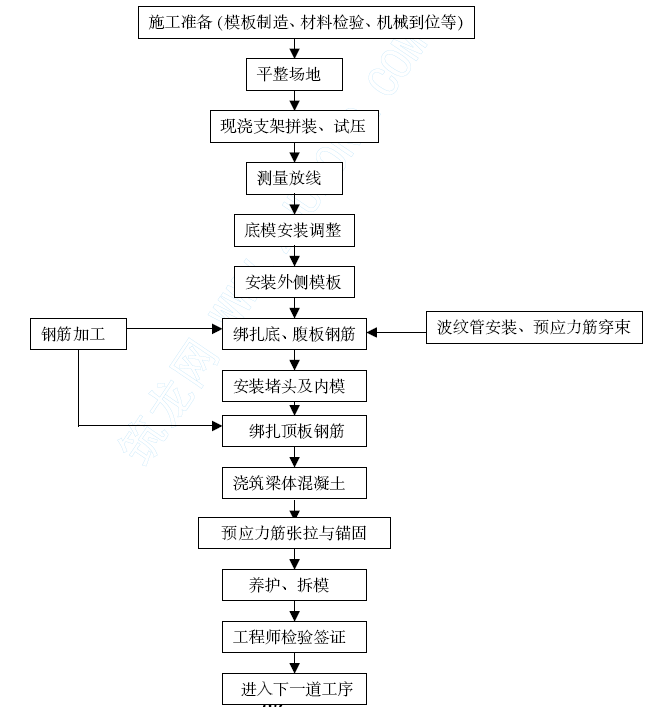 施工准备(模板制造、材料检验、机械到位等)
平整场地
现浇支架拼装、试压
测量放线
底模安装调整
安装外侧模板
钢筋加工
绑扎底、腹板钢筋
波纹管安装、预应力筋穿束
安装堵头及内模
绑扎顶板钢筋
浇筑梁体混凝土
预应力筋张拉与锚固
养护、拆模
工程师检验签证
进入下一道工序
筑龙网